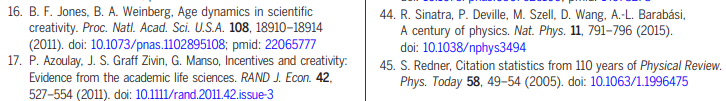 16. B. F. Jones, B. A. Weinberg, Age dynamics in scientific
creativity. Proc. Natl. Acad. Sci. U.S.A. 108, 18910–18914
(2011). doi: 10.1073/pnas.1102895108; pmid: 22065777
17. P. Azoulay, J. S. Graff Zivin, G. Manso, Incentives and creativity:
Evidence from the academic life sciences. RAND J. Econ. 42,
527–554 (2011). doi: 10.1111/rand.2011.42.issue-3
44. R. Sinatra, P. Deville, M. Szell, D. Wang, A.-L. Barabási,
A century of physics. Nat. Phys. 11, 791–796 (2015).
doi: 10.1038/nphys3494
45. S. Redner, Citation statistics from 110 years of Physical Review.
Phys. Today 58, 49–54 (2005). doi: 10.1063/1.1996475